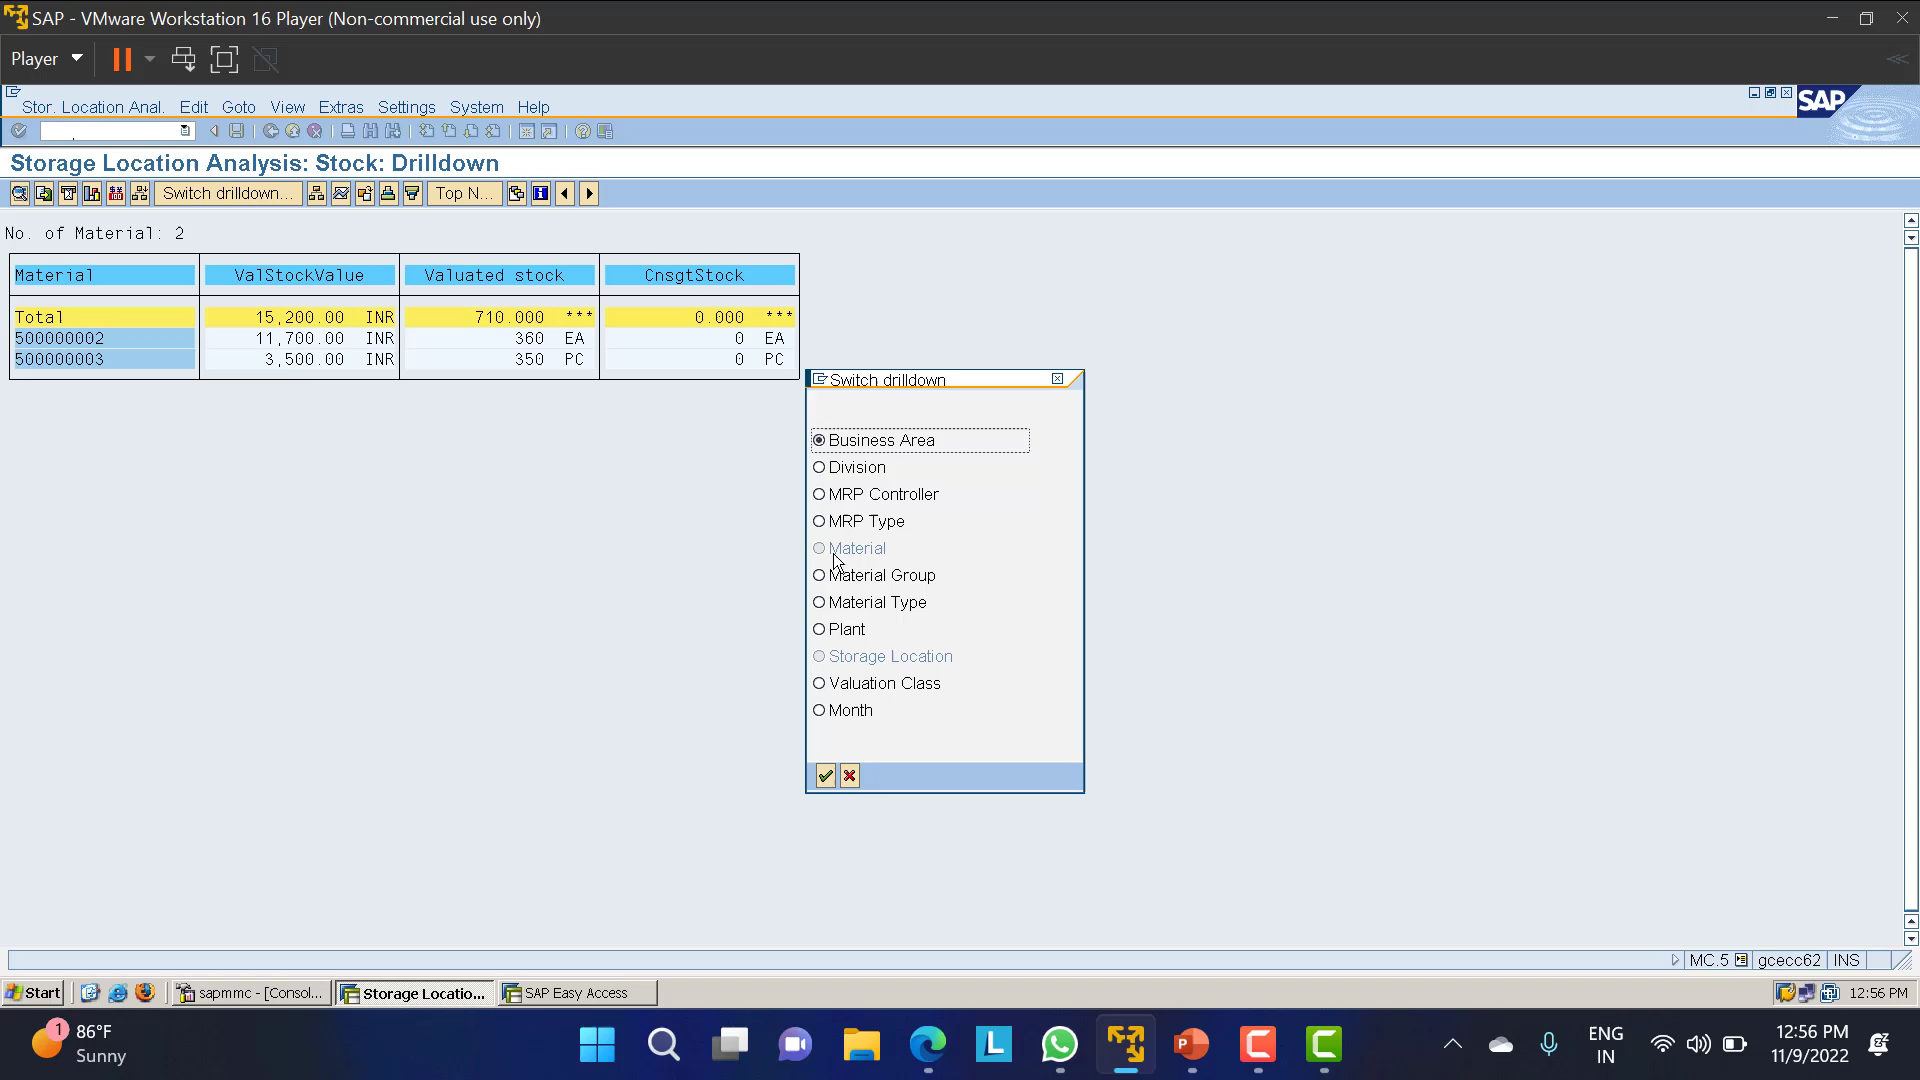 SAP - VMware Workstation 16 Player (Non-commercial use only)
Player
Stor. Location Anal. Edit Goto View Extras Settings System Help
SAP
Storage Location Analysis: Stock: Drilldown
Switch drilldown... Top N...
No. of Material: 2
Material ValStockValue Valuated stock CnsgtStock
Total 15,200.00 INR 710.000 *** 0.000 ***
500000002 11,700.00 INR 360 EA 0 EA
500000003 3,500.00 INR 350 PC 0 PC
Switch drilldown
Business Area
Division
MRP Controller
MRP Type
Material
Material Group
Material Type
Plant
Storage Location
Valuation Class
Month
MC.5 gcecc62 INS
Start sapmmc - [Consol... Storage Locatio... SAP Easy Access 12:56 PM
1 86°F
Sunny
L
P
C
C
ENG
IN
12:56 PM
11/9/2022